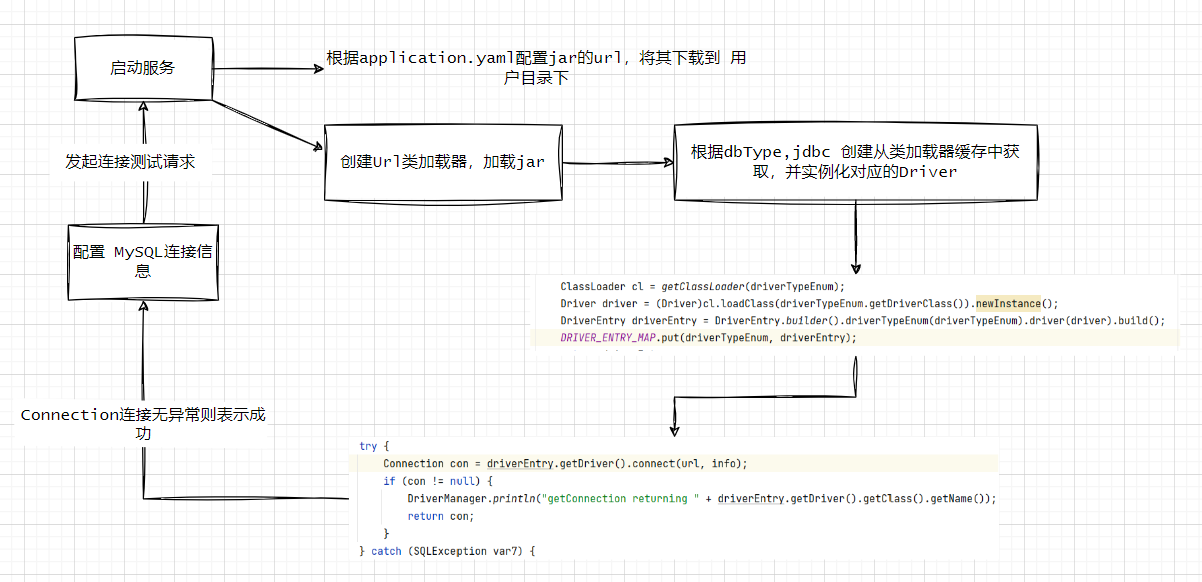 启动服务
根据application.yaml配置jar的url，将其下载到 用
户目录下
发起连接测试请求
创建Url类加载器，加载jar
根据dbType,jdbc 创建从类加载器缓存中获
取，并实例化对应的Driver
配置 MySQL连接信
息
ClassLoader cl = getClassLoader(driverTypeEnum);
Driver driver = (Driver)cl.loadClass(driverTypeEnum.getDriverClass()).newInstance();
DriverEntry driverEntry = DriverEntry.builder().driverTypeEnum(driverTypeEnum).driver(driver).build();
DRIVER_ENTRY_MAP.put(driverTypeEnum, driverEntry);
Connection连接无异常则表示成
功
try {
Connection con = driverEntry.getDriver().connect(url, info);
if (con != null) {
DriverManager.println("getConnection returning " + driverEntry.getDriver().getClass().getName());
return con;
}
} catch (SQLException var7) {